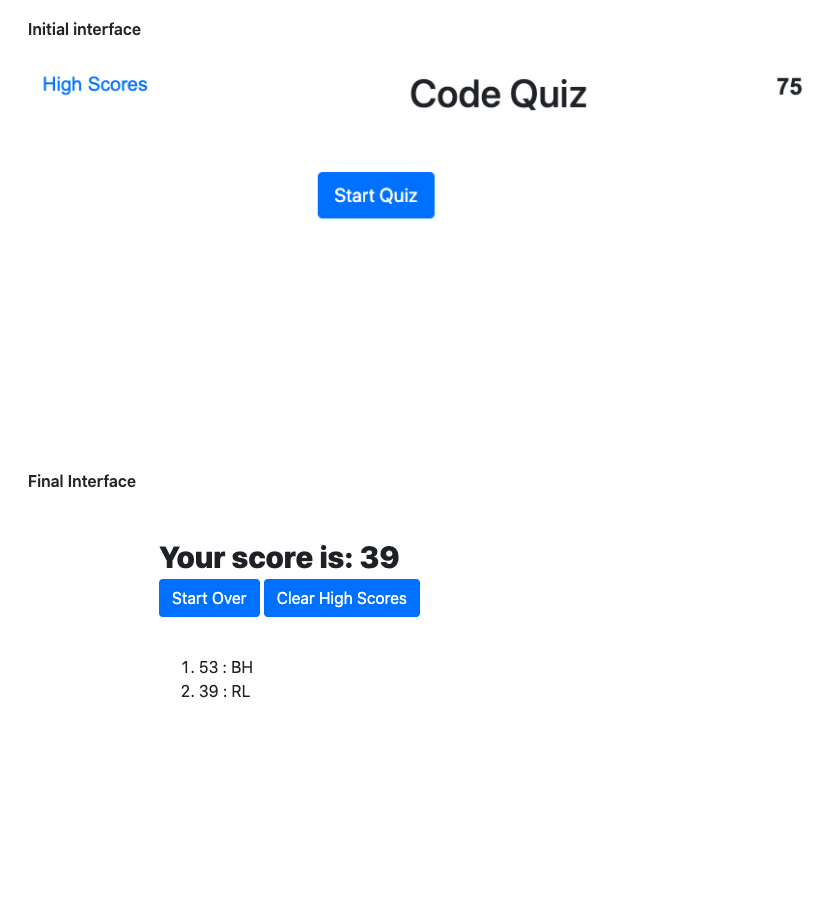 Initial interface
High Scores
Code Quiz
75
Start Quiz
Final Interface
Your score is: 39
Start Over
Clear High Scores
1. 53 : BH
2. 39 : RL